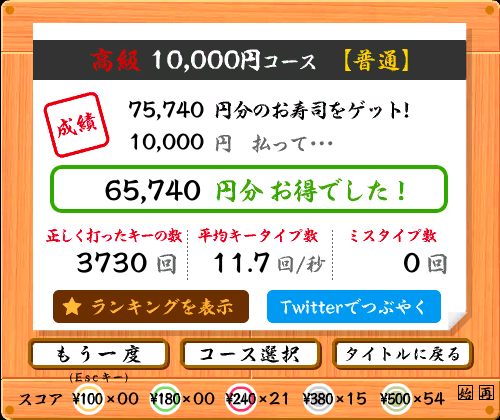 高級 10,000円コース 【普通】
成績
75,740 円分のお寿司をゲット!
10,000 円 払って・・・
65,740 円分 お得でした!
正しく打ったキーの数 平均キータイプ数 ミスタイプ数
3730 回 11.7 回/秒 0 回
ランキングを表示 Twitterでつぶやく
もう一度 コース選択 タイトルに戻る
(Escキー)
スコア ¥100×00 ¥180×00 ¥240×21 ¥380×15 ¥500×54 始 再